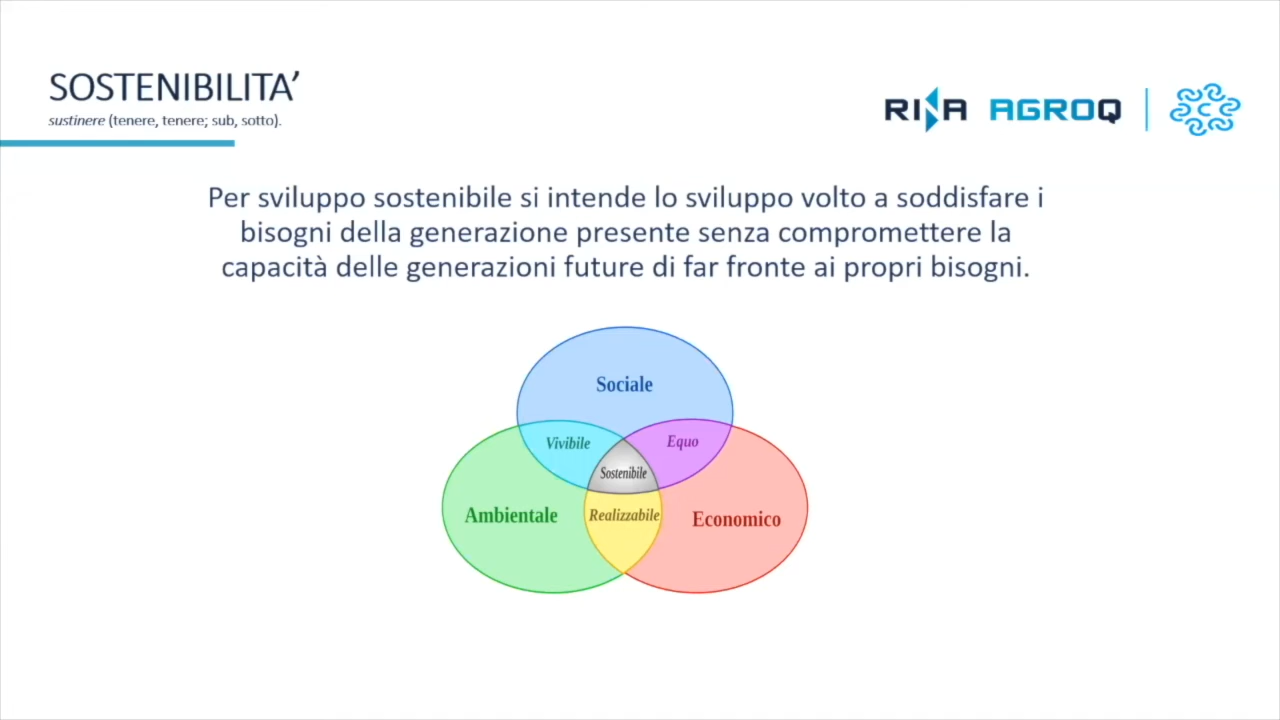 SOSTENIBILITA’
sustinere (tenere, tenere; sub, sotto).
RINA AGROQ
C
Per sviluppo sostenibile si intende lo sviluppo volto a soddisfare i
bisogni della generazione presente senza compromettere la
capacità delle generazioni future di far fronte ai propri bisogni.
Sociale
Vivibile
Equo
Sostenibile
Ambientale
Realizzabile
Economico